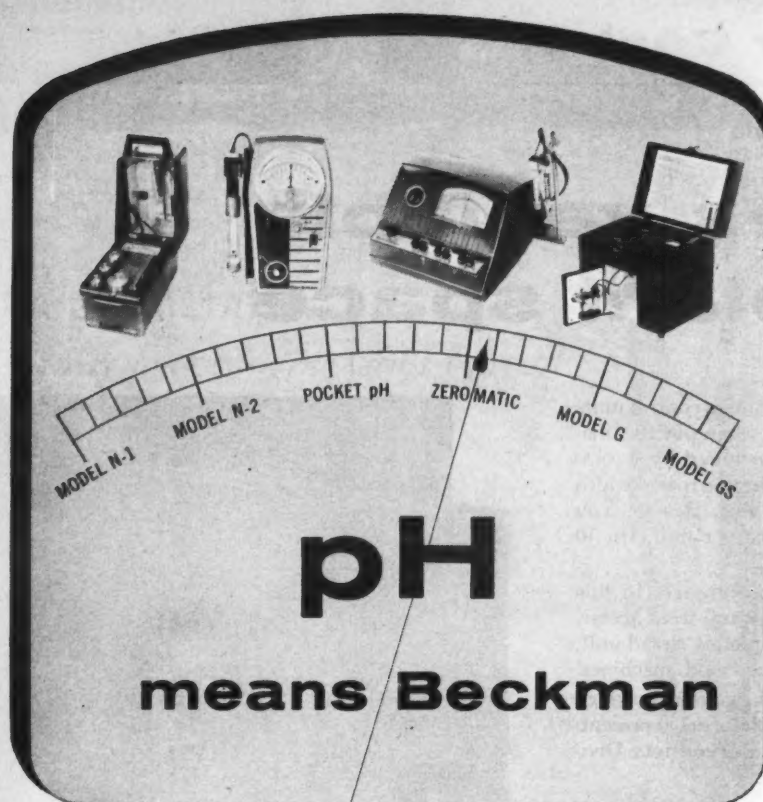 MODEL N-1
MODEL N-2
POCKET pH
ZEROMATIC
MODEL G
MODEL GS
pH
means Beckman